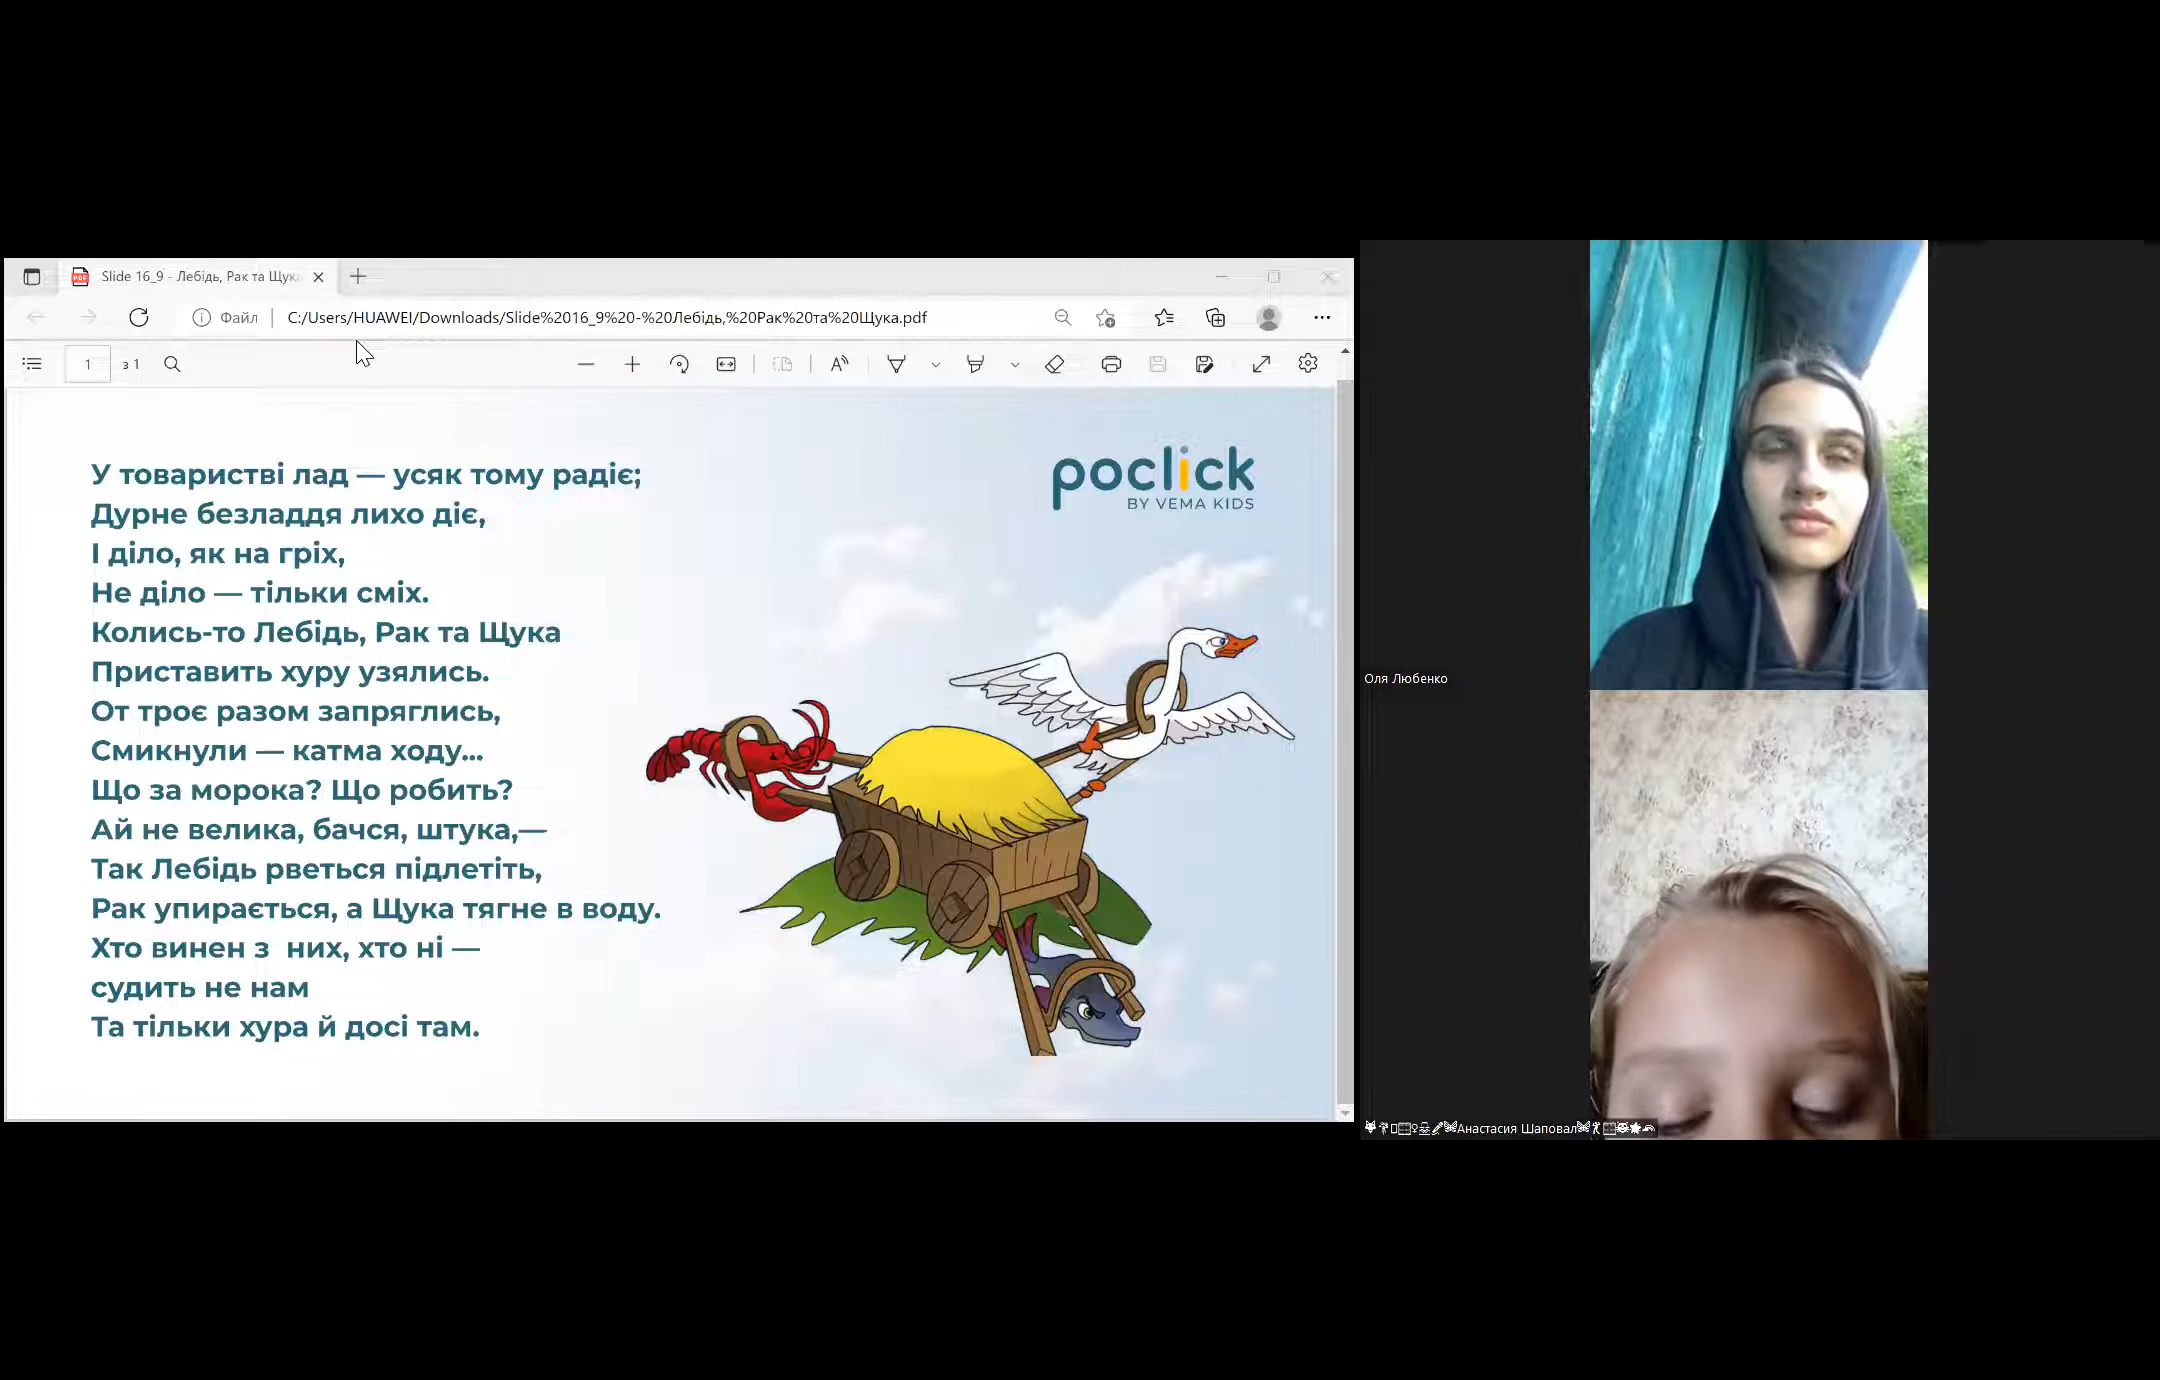 Slide 16_9 - Лебідь, Рак та Щук
Файл
C:/Users/HUAWEI/Downloads/Slide%2016_9%20-%20Лебідь,%20Рак%20та%20Щука.pdf
1 з 1
У товаристві лад — усяк тому радіє;
Дурне безладдя лихо діє,
І діло, як на гріх,
Не діло — тільки сміх.
Колись-то Лебідь, Рак та Щука
Приставить хуру узялись.
От троє разом запряглись,
Смикнули — катма ходу...
Що за морока? Що робить?
Ай не велика, бачся, штука,—
Так Лебідь рветься підлетіть,
Рак упирається, а Щука тягне в воду.
Хто винен з  них, хто ні —
судить не нам
Та тільки хура й досі там.
poclick
BY VEMA KIDS
Оля Любенко
Анастасия Шаповал